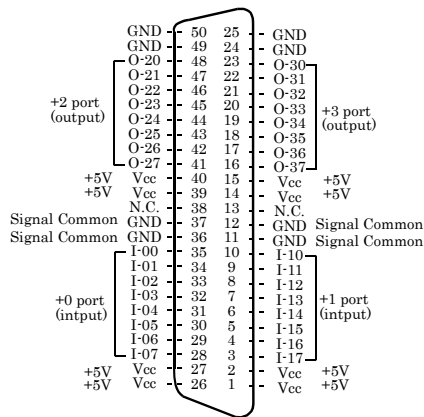 GND 50 25 GND
GND 49 24 GND
O-20 48 23 O-30
O-21 47 22 O-31
O-22 46 21 O-32
+2 port (output)
O-23 45 20 O-33
+3 port (output)
O-24 44 19 O-34
O-25 43 18 O-35
O-26 42 17 O-36
O-27 41 16 O-37
+5V Vcc 40 15 Vcc +5V
+5V Vcc 39 14 Vcc +5V
N.C. 38 13 N.C.
Signal Common GND 37 12 GND Signal Common
Signal Common GND 36 11 GND Signal Common
I-00 35 10 I-10
I-01 34 9 I-11
I-02 33 8 I-12
I-03 32 7 I-13
+0 port (intput)
I-04 31 6 I-14
+1 port (intput)
I-05 30 5 I-15
I-06 29 4 I-16
I-07 28 3 I-17
+5V Vcc 27 2 Vcc +5V
+5V Vcc 26 1 Vcc +5V